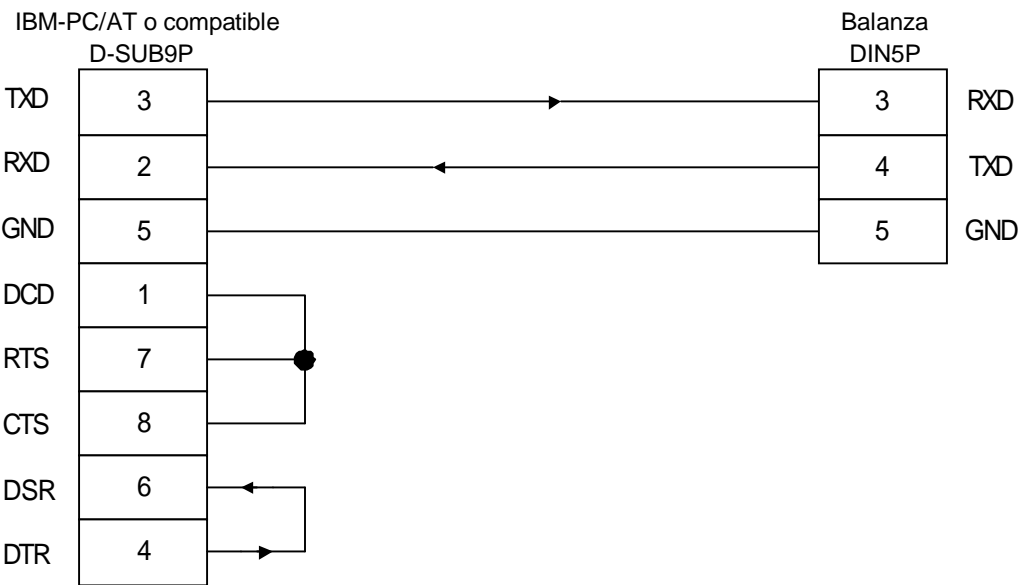 IBM-PC/AT o compatible Balanza
D-SUB9P DIN5P
TXD 3 3 RXD
RXD 2 4 TXD
GND 5 5 GND
DCD 1
RTS 7
CTS 8
DSR 6
DTR 4